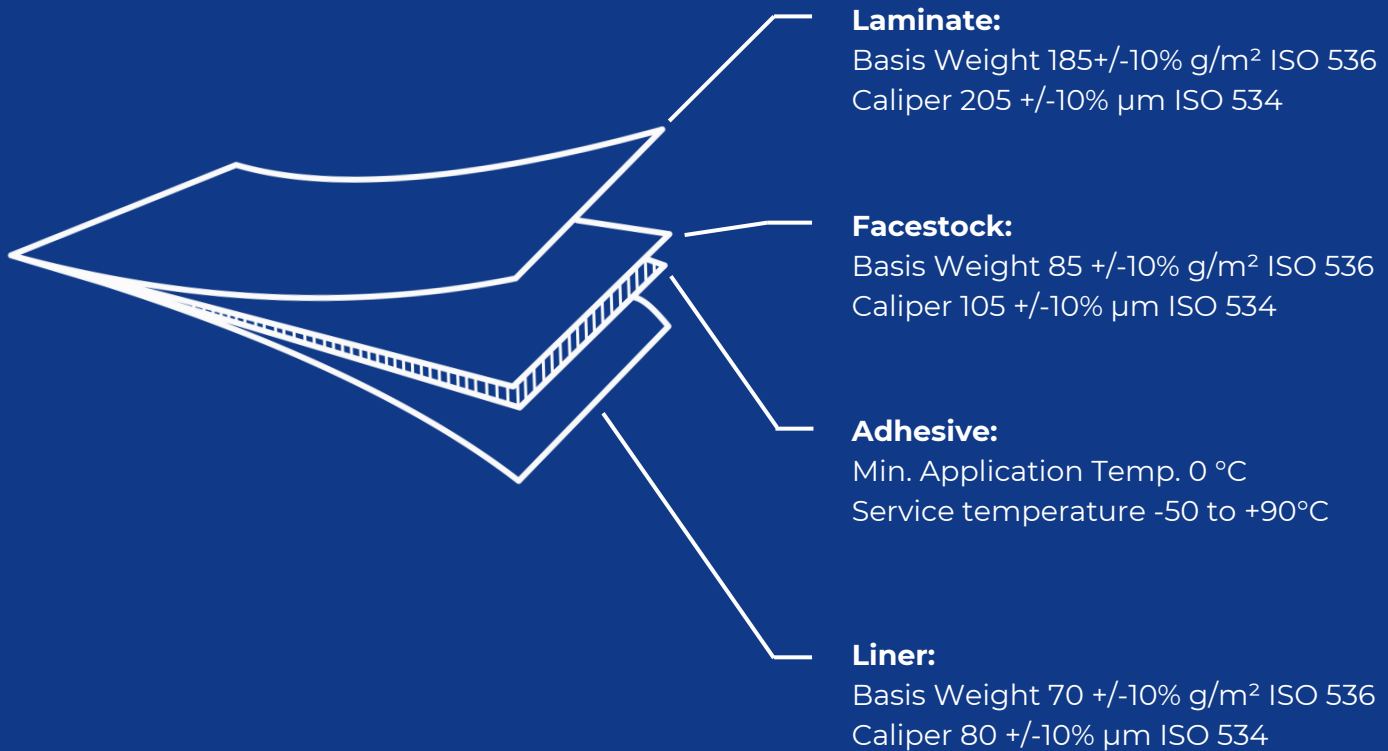 Laminate:
Basis Weight 185+/-10% g/m² ISO 536
Caliper 205 +/-10% µm ISO 534
Facestock:
Basis Weight 85 +/-10% g/m² ISO 536
Caliper 105 +/-10% µm ISO 534
Adhesive:
Min. Application Temp. 0 °C
Service temperature -50 to +90°C
Liner:
Basis Weight 70 +/-10% g/m² ISO 536
Caliper 80 +/-10% µm ISO 534